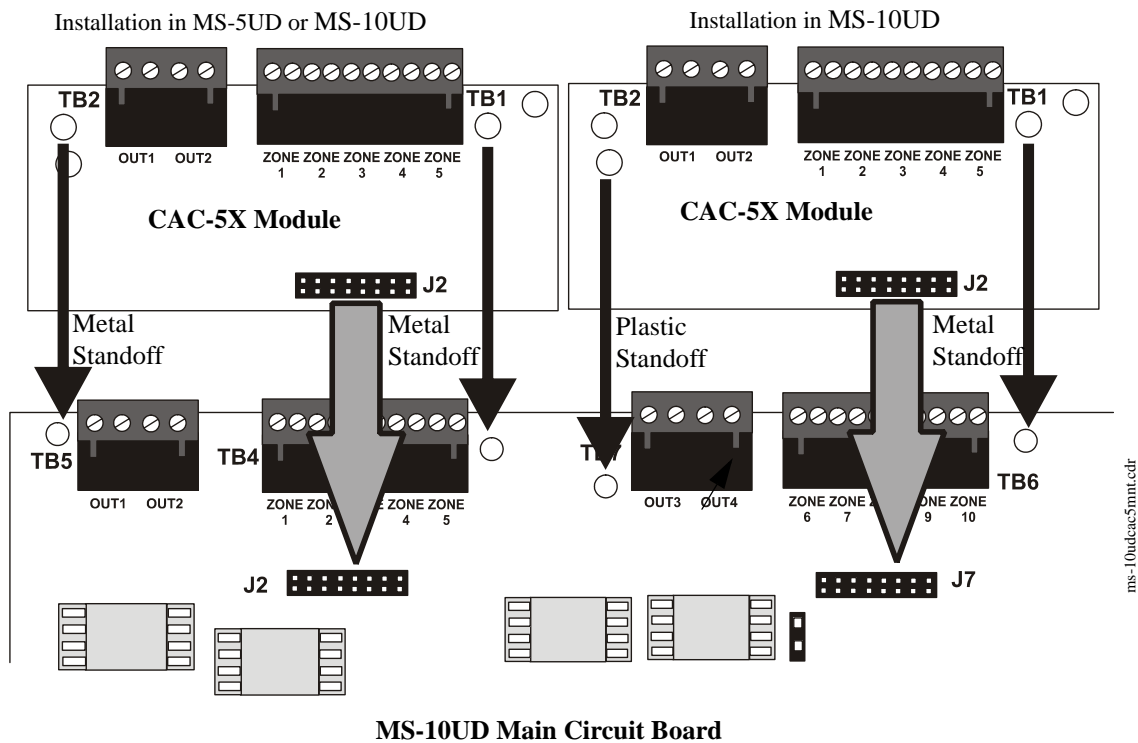 Installation in MS-5UD or MS-10UD
Installation in MS-10UD
TB2
TB1
OUT1 OUT2
ZONE ZONE ZONE ZONE ZONE
1 2 3 4 5
CAC-5X Module
J2
TB2
TB1
OUT1 OUT2
ZONE ZONE ZONE ZONE ZONE
1 2 3 4 5
CAC-5X Module
J2
Metal
Standoff
Metal
Standoff
Plastic
Standoff
Metal
Standoff
TB5
TB4
OUT1 OUT2
ZONE ZONE ZONE ZONE
1 2 4 5
J2
OUT3 OUT4
TB6
ZONE ZONE ZONE ZONE
6 7 9 10
J7
ms-10udcac5mnt.cdr
MS-10UD Main Circuit Board